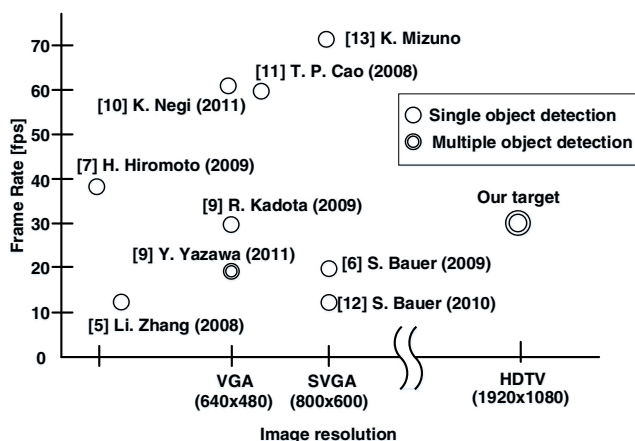 70
60
50
40
30
20
10
0
Frame Rate [fps]
[13] K. Mizuno
[11] T. P. Cao (2008)
[10] K. Negi (2011)
[7] H. Hiromoto (2009)
[9] R. Kadota (2009)
[9] Y. Yazawa (2011)
[6] S. Bauer (2009)
[12] S. Bauer (2010)
[5] Li. Zhang (2008)
Single object detection
Multiple object detection
Our target
VGA
(640x480)
SVGA
(800x600)
HDTV
(1920x1080)
Image resolution